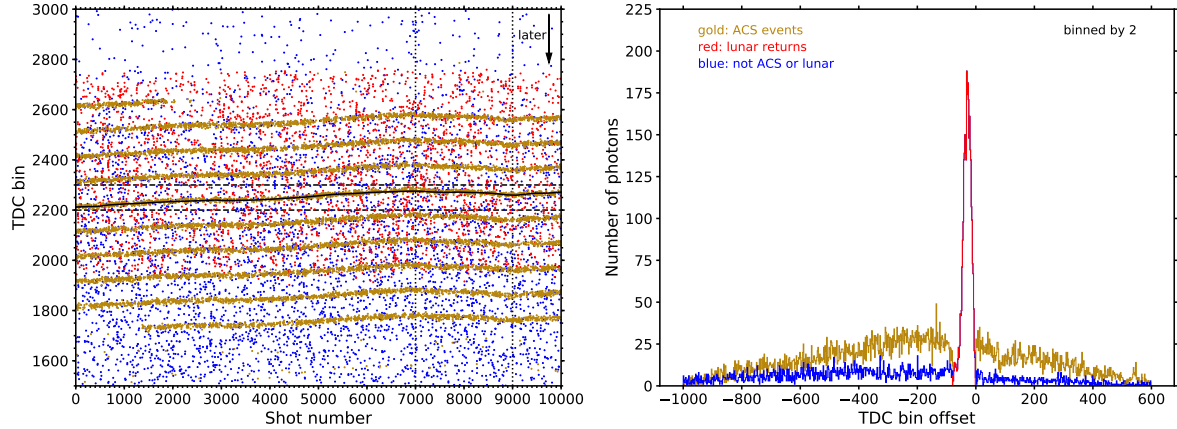 3000
2800
2600
2400
2200
2000
1800
1600
TDC bin
later
0 1000 2000 3000 4000 5000 6000 7000 8000 9000 10000
Shot number
225
200
175
150
125
100
75
50
25
0
Number of photons
gold: ACS events
red: lunar returns
blue: not ACS or lunar
binned by 2
−1000 −800 −600 −400 −200 0 200 400 600
TDC bin offset